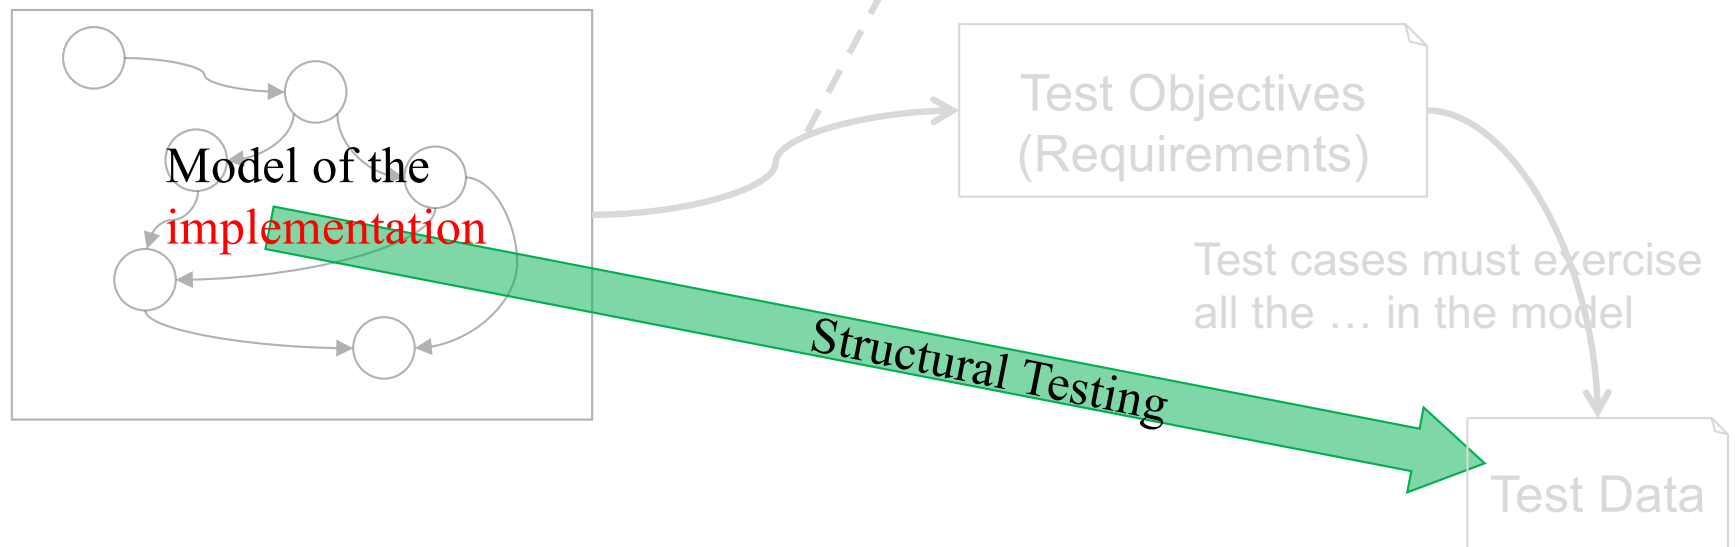 Model of the
implementation
Test Objectives
(Requirements)
Test cases must exercise
all the … in the model
Structural Testing
Test Data